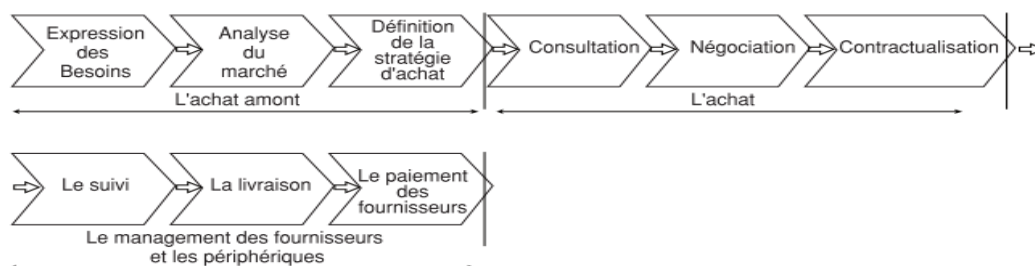 Expression
des
Besoins
Analyse
du
marché
Définition
de la
stratégie
d'achat
Consultation
Négociation
Contractualisation
L'achat amont
L'achat
Le suivi
La livraison
Le paiement
des
fournisseurs
Le management des fournisseurs
et les périphériques